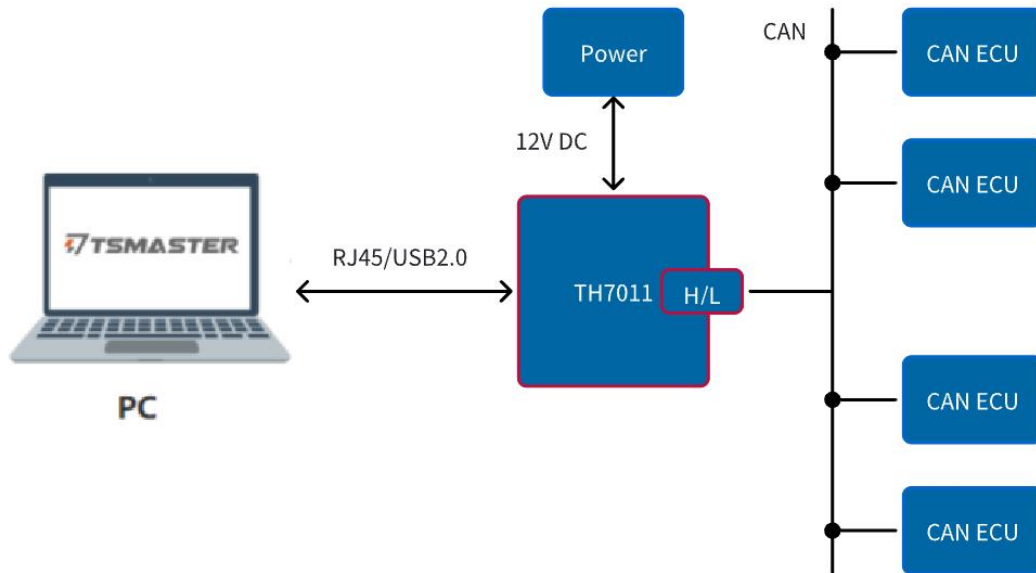 CAN
Power
CAN ECU
12V DC
CAN ECU
TSMASTER
RJ45/USB2.0
TH7011
H/L
CAN ECU
PC
CAN ECU